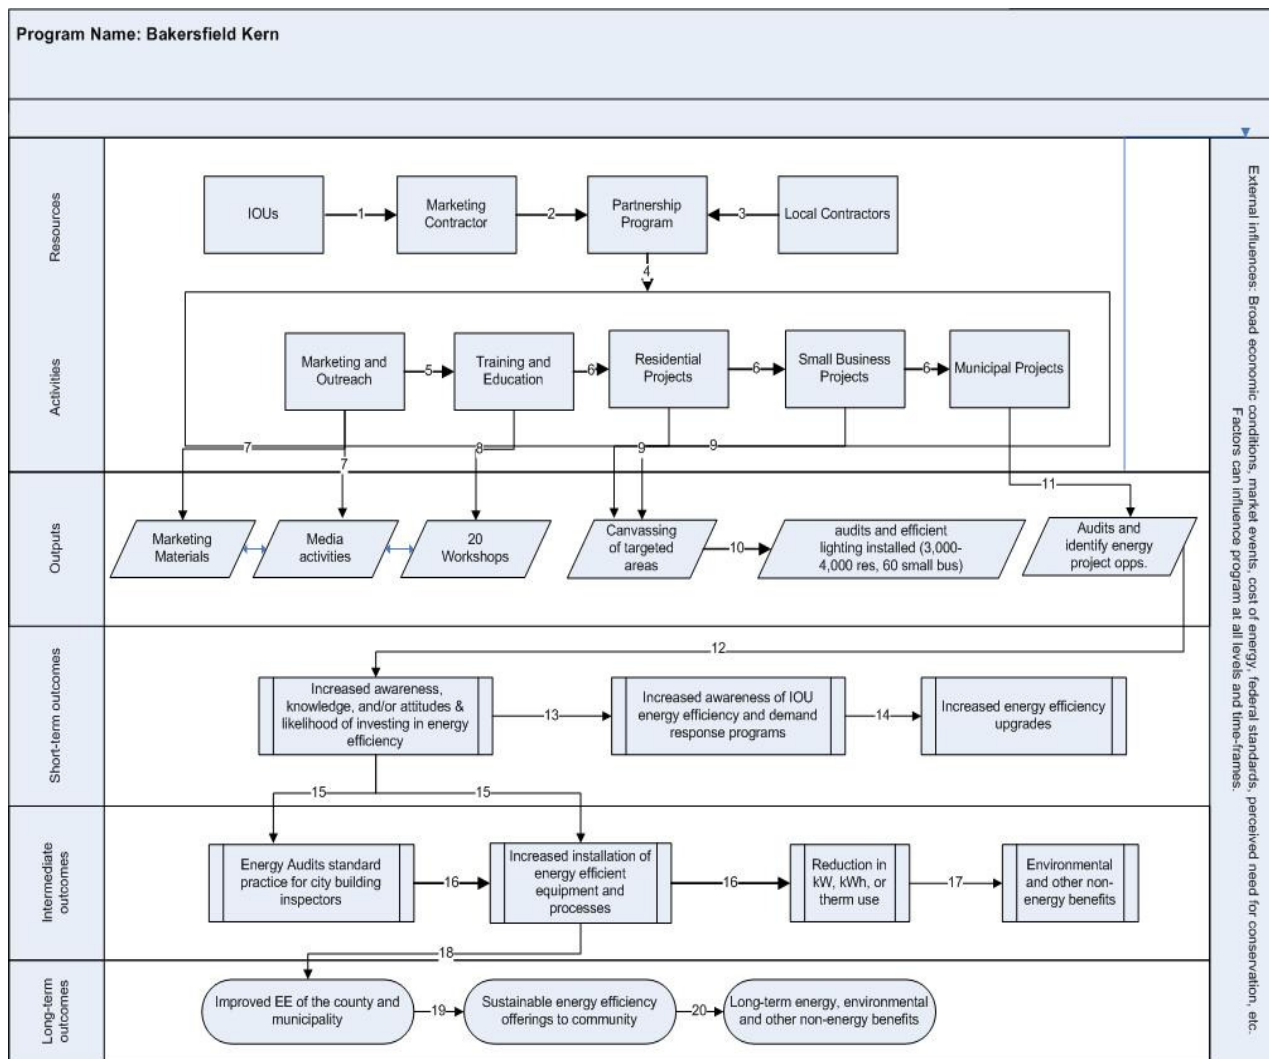 Program Name: Bakersfield Kern
Resources
IOUs
1
Marketing
Contractor
2
Partnership
Program
3
Local Contractors
4
Activities
Marketing and
Outreach
5
Training and
Education
6
Residential
Projects
6
Small Business
Projects
6
Municipal Projects
7
7
8
9
9
11
Outputs
Marketing
Materials
Media
activities
20
Workshops
Canvassing
of targeted
areas
10
audits and efficient
lighting installed (3,000-
4,000 res, 60 small bus)
Audits and
identify energy
project opps.
12
Short-term outcomes
Increased awareness,
knowledge, and/or attitudes &
likelihood of investing in energy
efficiency
13
Increased awareness of IOU
energy efficiency and demand
response programs
14
Increased energy efficiency
upgrades
15
15
Intermediate
outcomes
Energy Audits standard
practice for city building
inspectors
16
Increased installation of
energy efficient
equipment and
processes
16
Reduction in
kW, kWh, or
therm use
17
Environmental
and other non-
energy benefits
18
Long-term
outcomes
Improved EE of the county and
municipality
19
Sustainable energy efficiency
offerings to community
20
Long-term energy, environmental
and other non-energy benefits
External influences: Broad economic conditions, market events, cost of energy, federal standards, perceived need for conservation, etc.
Factors can influence program at all levels and time-frames.